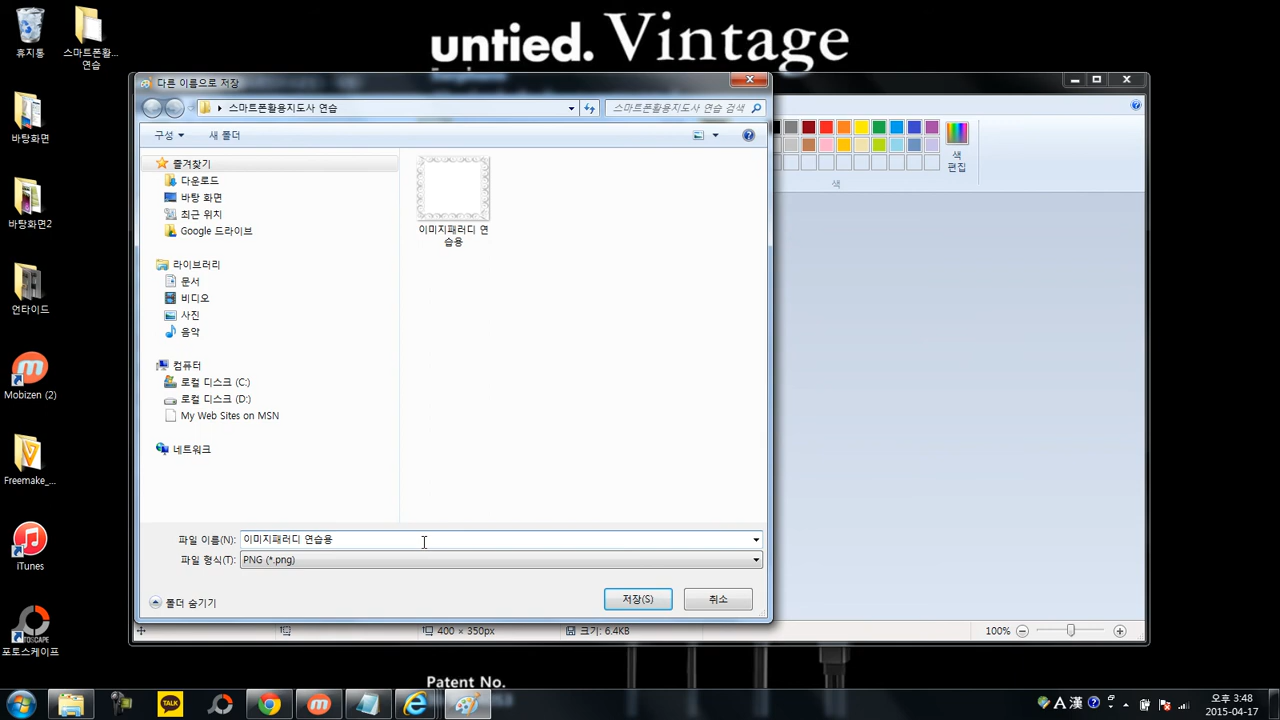 untied. Vintage
휴지통
스마트폰활...
연습
바탕화면
바탕화면2
언타이드
Mobizen (2)
Freemake_...
iTunes
포토스케이프
다른 이름으로 저장
스마트폰활용지도사 연습
스마트폰활용지도사 연습 검색
구성
새 폴더
즐겨찾기
다운로드
바탕 화면
최근 위치
Google 드라이브
라이브러리
문서
비디오
사진
음악
컴퓨터
로컬 디스크 (C:)
로컬 디스크 (D:)
My Web Sites on MSN
네트워크
이미지패러디 연
습용
파일 이름(N):
이미지패러디 연습용
파일 형식(T):
PNG (*.png)
폴더 숨기기
저장(S)
취소
색
편집
색
400 × 350px
크기: 6.4KB
100%
Patent No.
TALK
A 漢
오후 3:48
2015-04-17